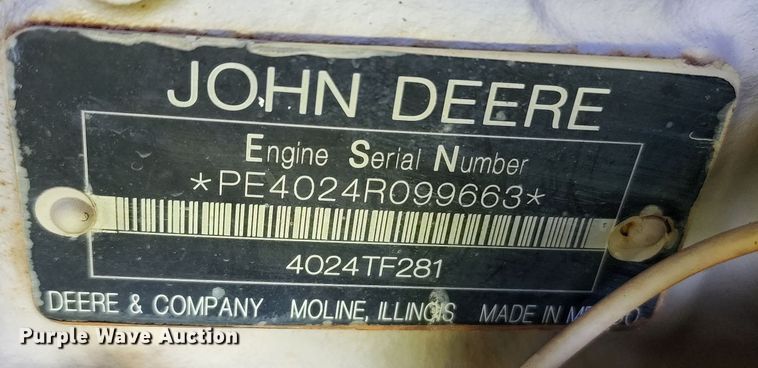 JOHN DEERE
Engine Serial Number
*PE4024R099663*
4024TF281
DEERE & COMPANY MOLINE, ILLINOIS MADE IN
Purple Wave Auction